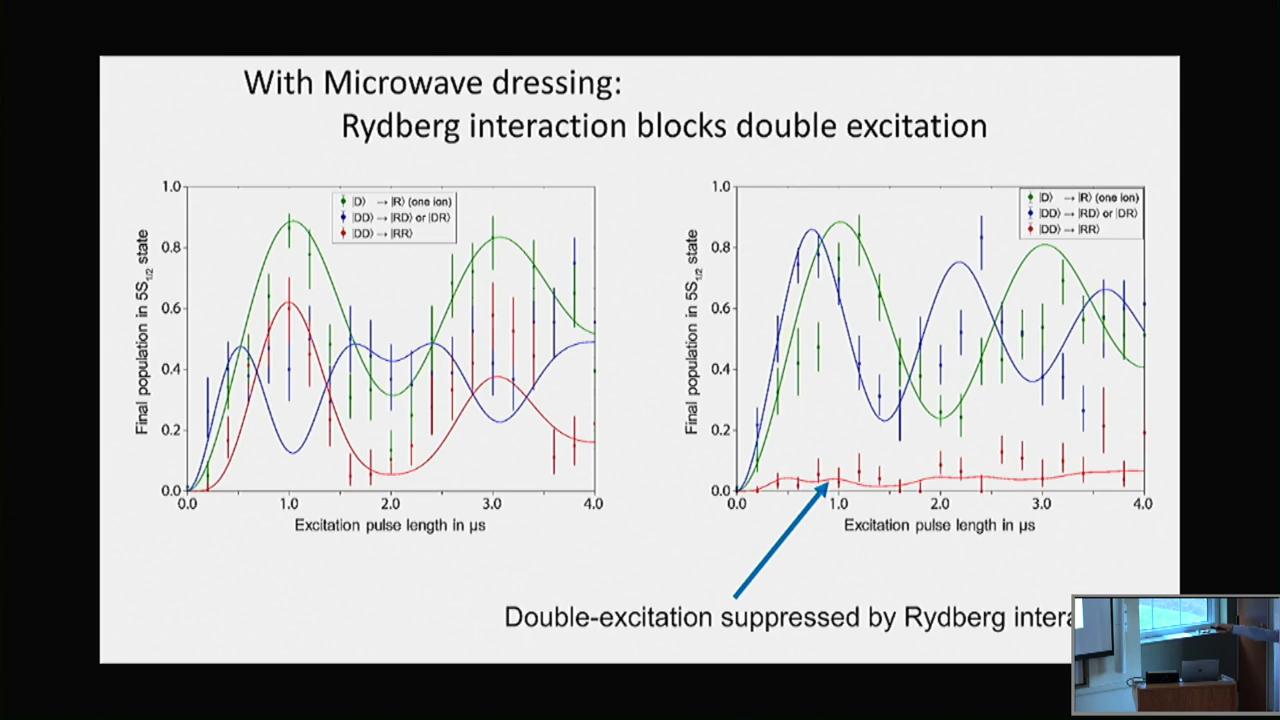 With Microwave dressing:
Rydberg interaction blocks double excitation
1.0
0.8
0.6
0.4
0.2
0.0
0.0
1.0
2.0
3.0
4.0
Final population in 5S1/2 state
Excitation pulse length in µs
|D⟩ → |R⟩ (one ion)
|DD⟩ → |RD⟩ or |DR⟩
|DD⟩ → |RR⟩
1.0
0.8
0.6
0.4
0.2
0.0
0.0
1.0
2.0
3.0
4.0
Final population in 5S1/2 state
Excitation pulse length in µs
|D⟩ → |R⟩ (one ion)
|DD⟩ → |RD⟩ or |DR⟩
|DD⟩ → |RR⟩
Double-excitation suppressed by Rydberg intera